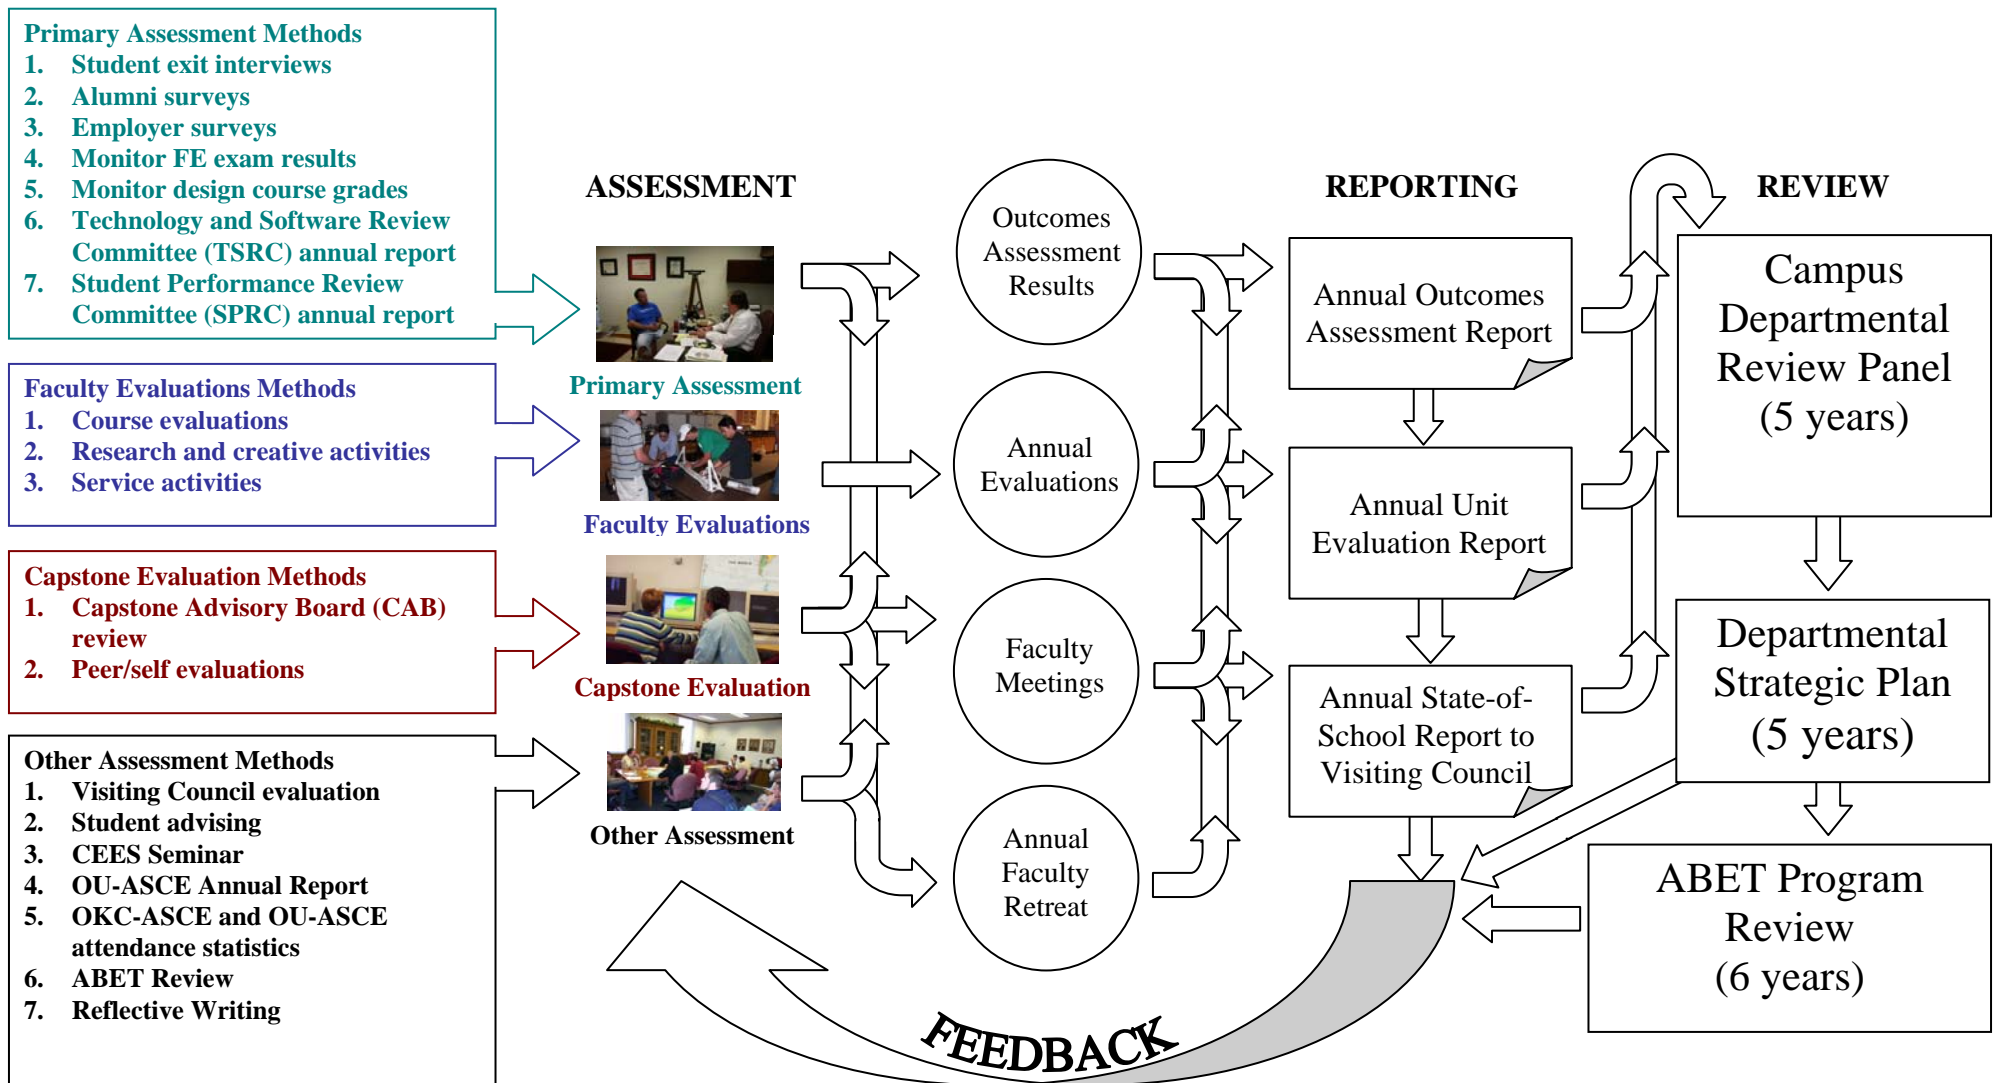 Primary Assessment Methods
1. Student exit interviews
2. Alumni surveys
3. Employer surveys
4. Monitor FE exam results
5. Monitor design course grades
6. Technology and Software Review
Committee (TSRC) annual report
7. Student Performance Review
Committee (SPRC) annual report
Faculty Evaluations Methods
1. Course evaluations
2. Research and creative activities
3. Service activities
Capstone Evaluation Methods
1. Capstone Advisory Board (CAB)
review
2. Peer/self evaluations
Other Assessment Methods
1. Visiting Council evaluation
2. Student advising
3. CEES Seminar
4. OU-ASCE Annual Report
5. OKC-ASCE and OU-ASCE
attendance statistics
6. ABET Review
7. Reflective Writing
ASSESSMENT
Primary Assessment
Faculty Evaluations
Capstone Evaluation
Other Assessment
Outcomes
Assessment
Results
Annual
Evaluations
Faculty
Meetings
Annual
Faculty
Retreat
REPORTING
Annual Outcomes
Assessment Report
Annual Unit
Evaluation Report
Annual State-of-
School Report to
Visiting Council
REVIEW
Campus
Departmental
Review Panel
(5 years)
Departmental
Strategic Plan
(5 years)
ABET Program
Review
(6 years)
FEEDBACK